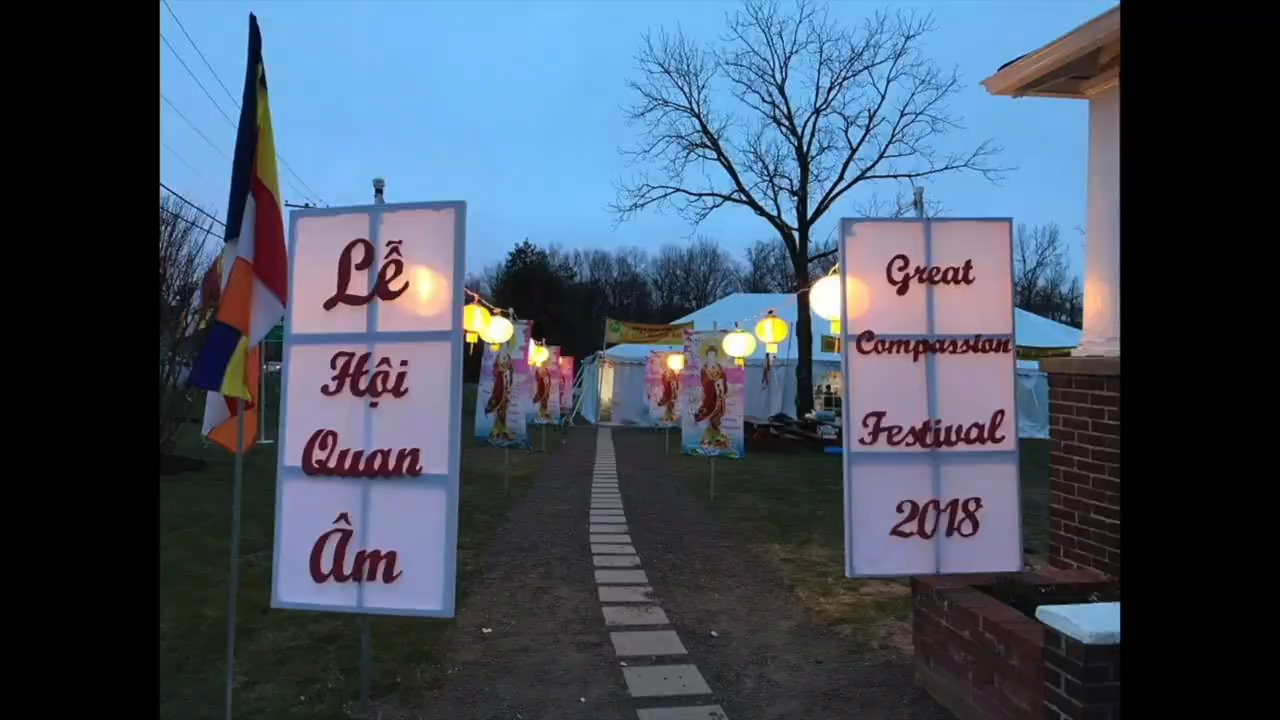 Lễ
Hội
Quan
Âm
Great
Compassion
Festival
2018